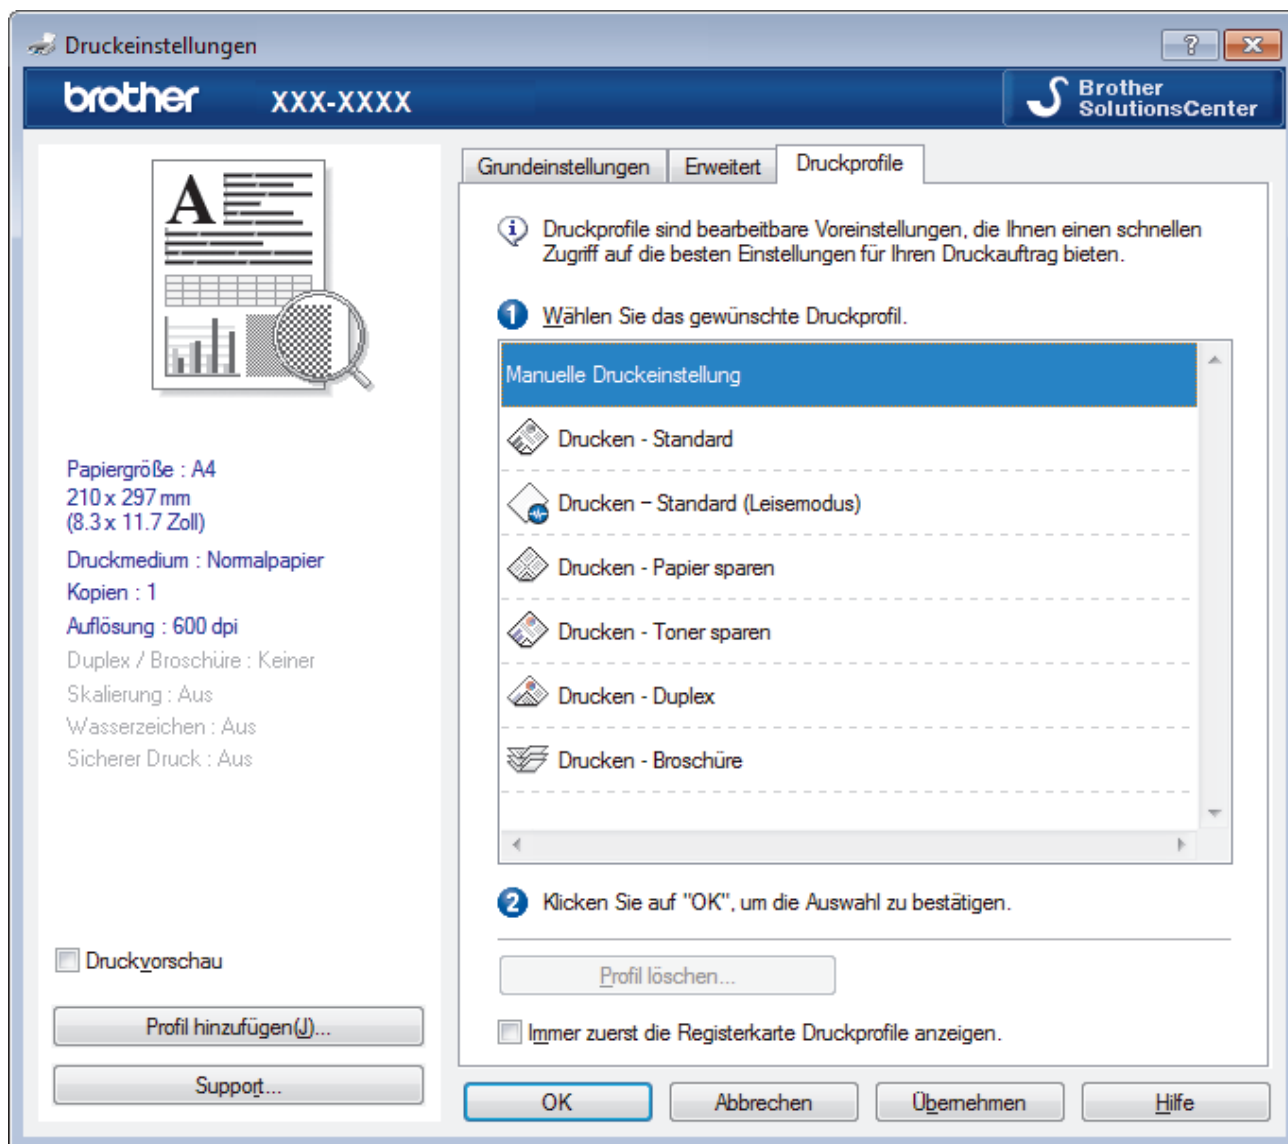 Druckeinstellungen
brother XXX-XXXX
Brother
SolutionsCenter
A
Papiergröße : A4
210 x 297 mm
(8.3 x 11.7 Zoll)
Druckmedium : Normalpapier
Kopien : 1
Auflösung : 600 dpi
Duplex / Broschüre : Keiner
Skalierung : Aus
Wasserzeichen : Aus
Sicherer Druck : Aus
Druckvorschau
Profil hinzufügen(J)...
Support...
Grundeinstellungen Erweitert Druckprofile
Druckprofile sind bearbeitbare Voreinstellungen, die Ihnen einen schnellen
Zugriff auf die besten Einstellungen für Ihren Druckauftrag bieten.
1 Wählen Sie das gewünschte Druckprofil.
Manuelle Druckeinstellung
Drucken - Standard
Drucken – Standard (Leisemodus)
Drucken - Papier sparen
Drucken - Toner sparen
Drucken - Duplex
Drucken - Broschüre
2 Klicken Sie auf "OK", um die Auswahl zu bestätigen.
Profil löschen...
Immer zuerst die Registerkarte Druckprofile anzeigen.
OK Abbrechen Übernehmen Hilfe